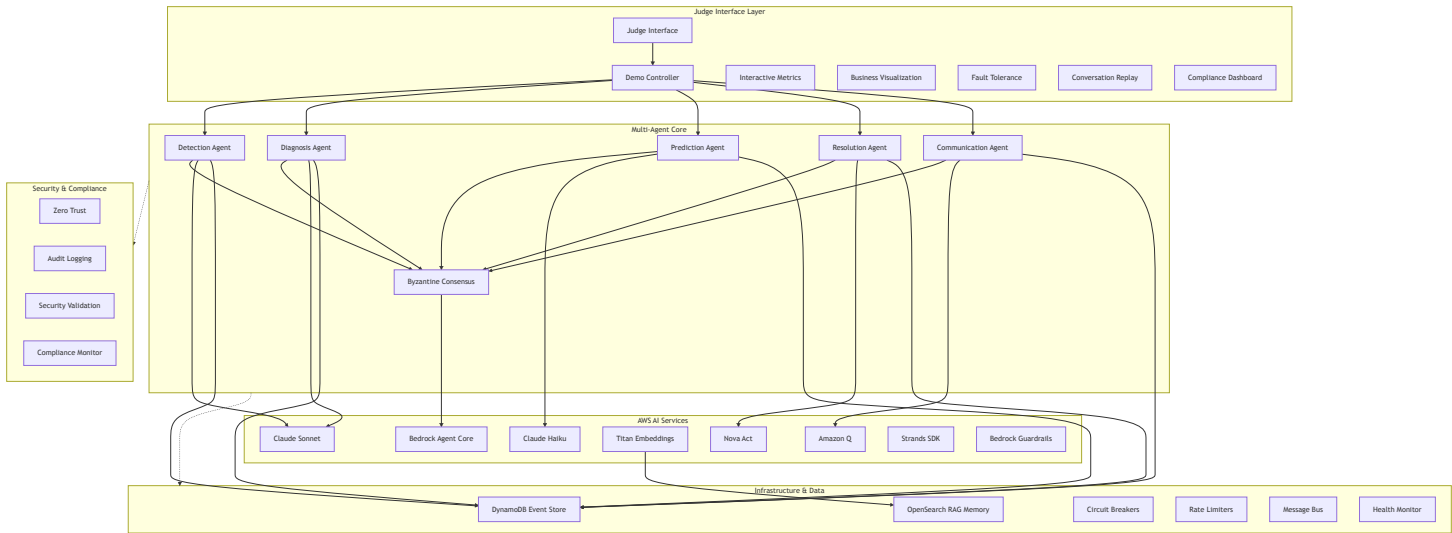 Judge Interface Layer
Judge Interface
Demo Controller
Interactive Metrics
Business Visualization
Fault Tolerance
Conversation Replay
Compliance Dashboard
Multi-Agent Core
Detection Agent
Diagnosis Agent
Prediction Agent
Resolution Agent
Communication Agent
Byzantine Consensus
Security & Compliance
Zero Trust
Audit Logging
Security Validation
Compliance Monitor
AWS AI Services
Claude Sonnet
Bedrock Agent Core
Claude Haiku
Titan Embeddings
Nova Act
Amazon Q
Strands SDK
Bedrock Guardrails
Infrastructure & Data
DynamoDB Event Store
OpenSearch RAG Memory
Circuit Breakers
Rate Limiters
Message Bus
Health Monitor